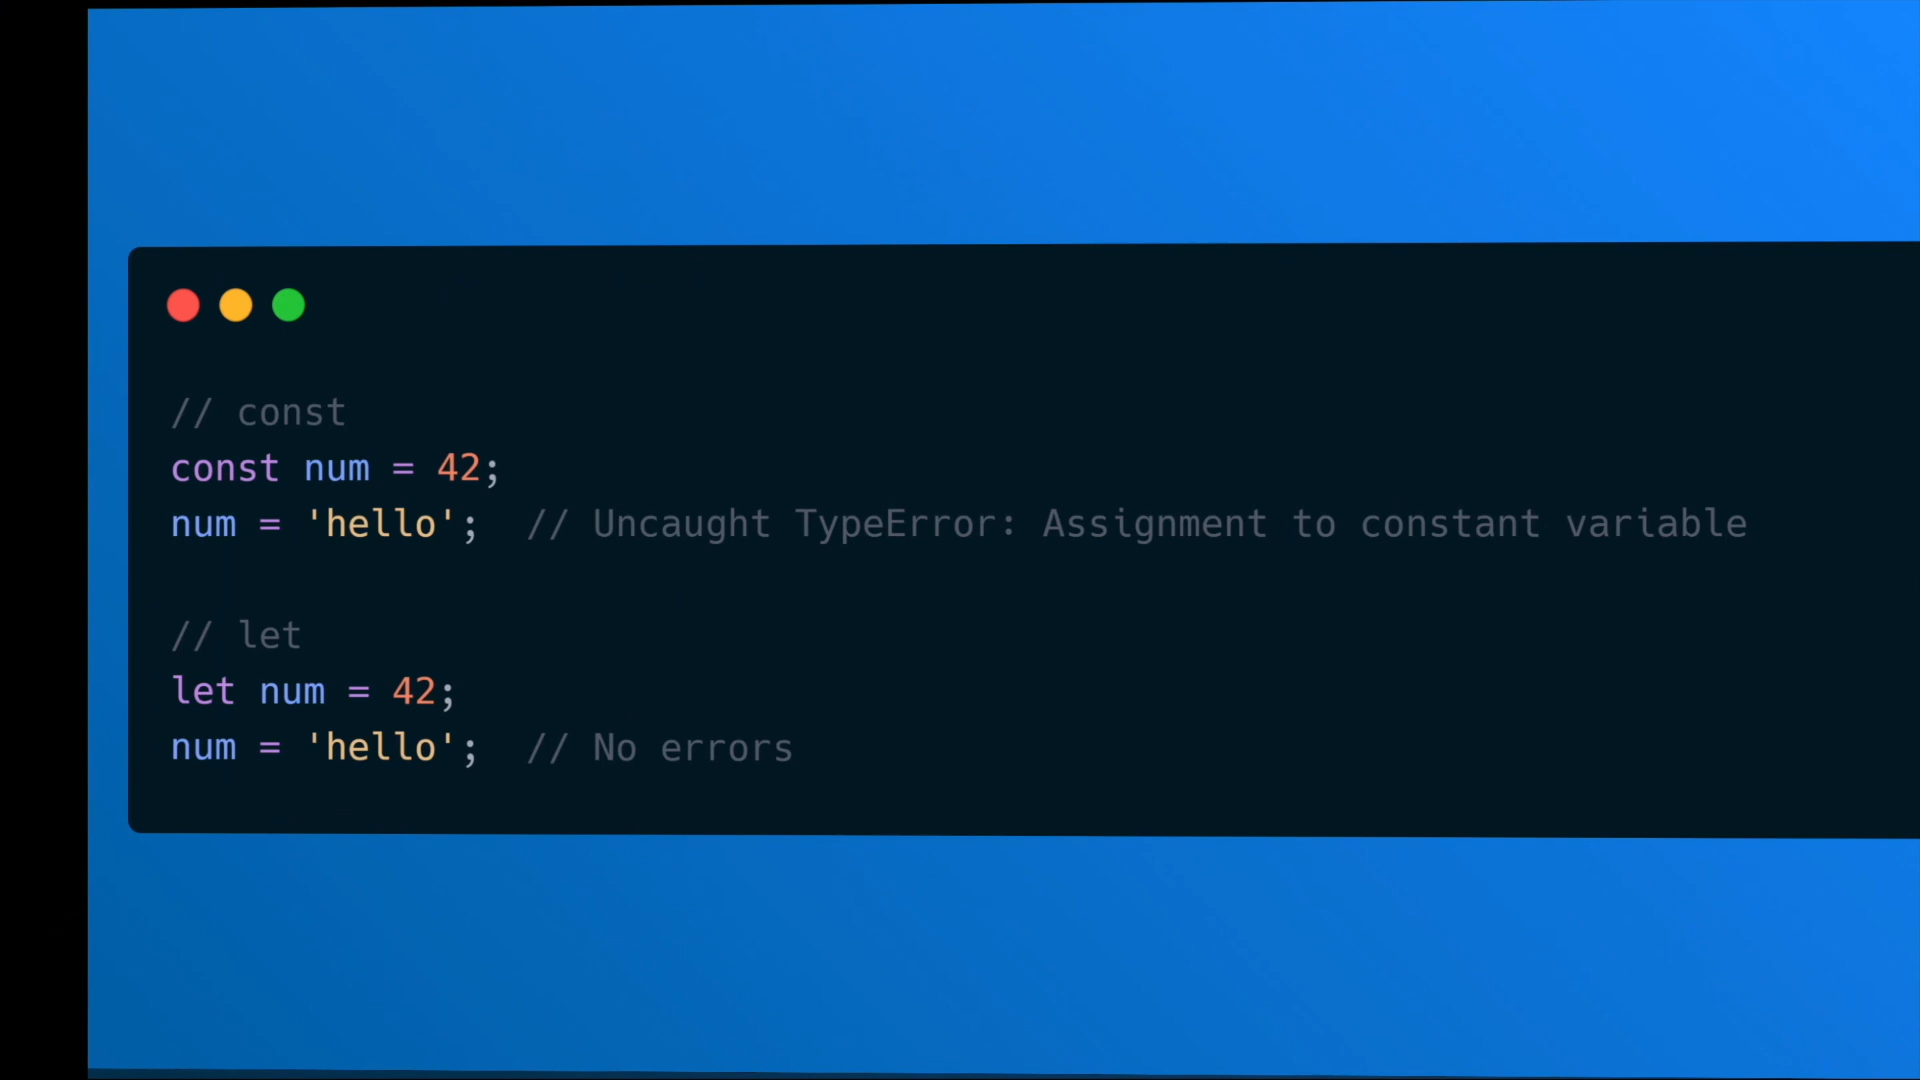 // const
const num = 42;
num = 'hello';  // Uncaught TypeError: Assignment to constant variable
// let
let num = 42;
num = 'hello';  // No errors